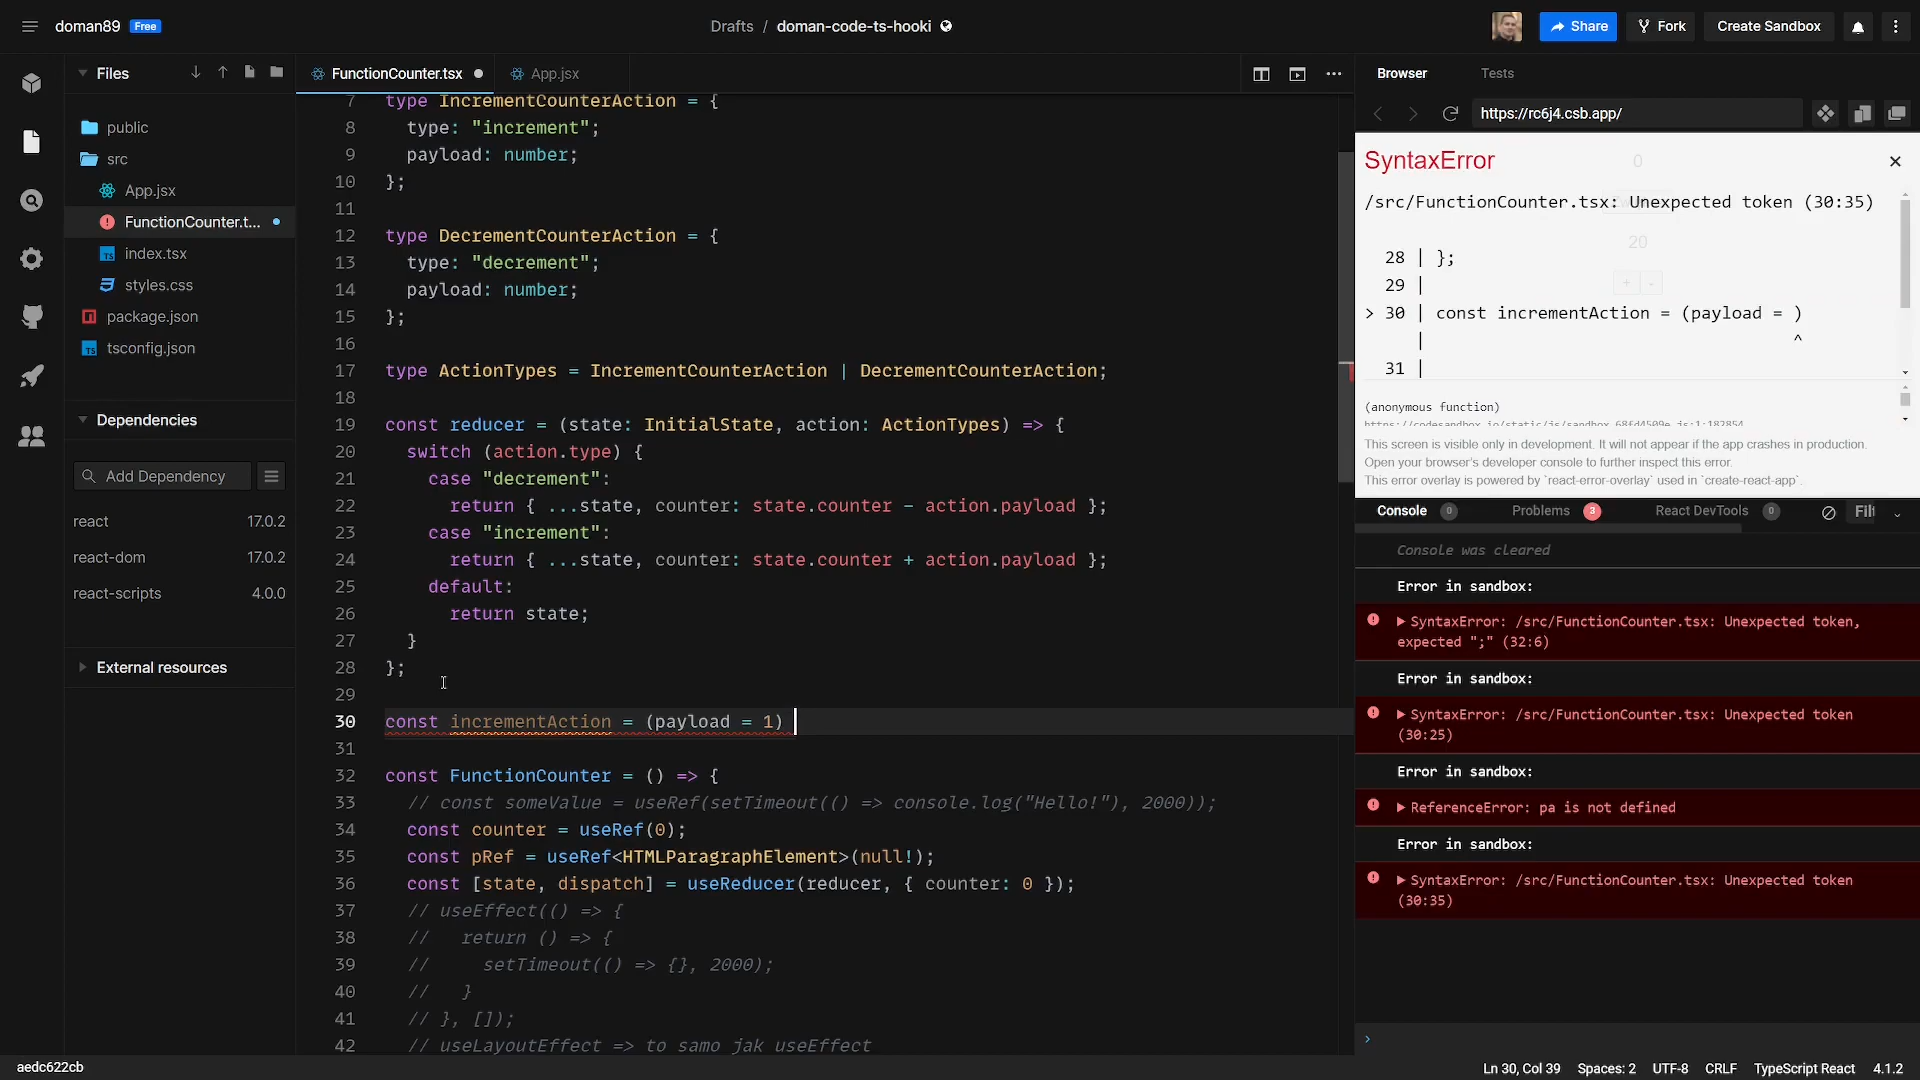 doman89 Free
Drafts / doman-code-ts-hooki
Share
Fork
Create Sandbox
Files
public
src
App.jsx
FunctionCounter.t...
index.tsx
styles.css
package.json
tsconfig.json
Dependencies
Add Dependency
react 17.0.2
react-dom 17.0.2
react-scripts 4.0.0
External resources
FunctionCounter.tsx
App.jsx
7 type IncrementCounterAction = {
8 type: "increment";
9 payload: number;
10 };
11
12 type DecrementCounterAction = {
13 type: "decrement";
14 payload: number;
15 };
16
17 type ActionTypes = IncrementCounterAction | DecrementCounterAction;
18
19 const reducer = (state: InitialState, action: ActionTypes) => {
20 switch (action.type) {
21 case "decrement":
22 return { ...state, counter: state.counter - action.payload };
23 case "increment":
24 return { ...state, counter: state.counter + action.payload };
25 default:
26 return state;
27 }
28 };
29
30 const incrementAction = (payload = 1)
31
32 const FunctionCounter = () => {
33 // const someValue = useRef(setTimeout(() => console.log("Hello!"), 2000));
34 const counter = useRef(0);
35 const pRef = useRef<HTMLParagraphElement>(null!);
36 const [state, dispatch] = useReducer(reducer, { counter: 0 });
37 // useEffect(() => {
38 // return () => {
39 // setTimeout(() => {}, 2000);
40 // }
41 // }, []);
42 // useLayoutEffect => to samo jak useEffect
Browser
Tests
https://rc6j4.csb.app/
SyntaxError
0
/src/FunctionCounter.tsx: Unexpected token (30:35)
20
28 | };
+ -
29 |
> 30 | const incrementAction = (payload = )
| ^
31 |
(anonymous function)
https://codesandbox.io/static/js/sandbox.68fd4509e.js:1:182854
This screen is visible only in development. It will not appear if the app crashes in production.
Open your browser's developer console to further inspect this error.
This error overlay is powered by `react-error-overlay` used in `create-react-app`.
Console 0
Problems 3
React DevTools 0
Filt
Console was cleared
Error in sandbox:
SyntaxError: /src/FunctionCounter.tsx: Unexpected token,
expected ";" (32:6)
Error in sandbox:
SyntaxError: /src/FunctionCounter.tsx: Unexpected token
(30:25)
Error in sandbox:
ReferenceError: pa is not defined
Error in sandbox:
SyntaxError: /src/FunctionCounter.tsx: Unexpected token
(30:35)
aedc622cb
Ln 30, Col 39 Spaces: 2 UTF-8 CRLF TypeScript React 4.1.2